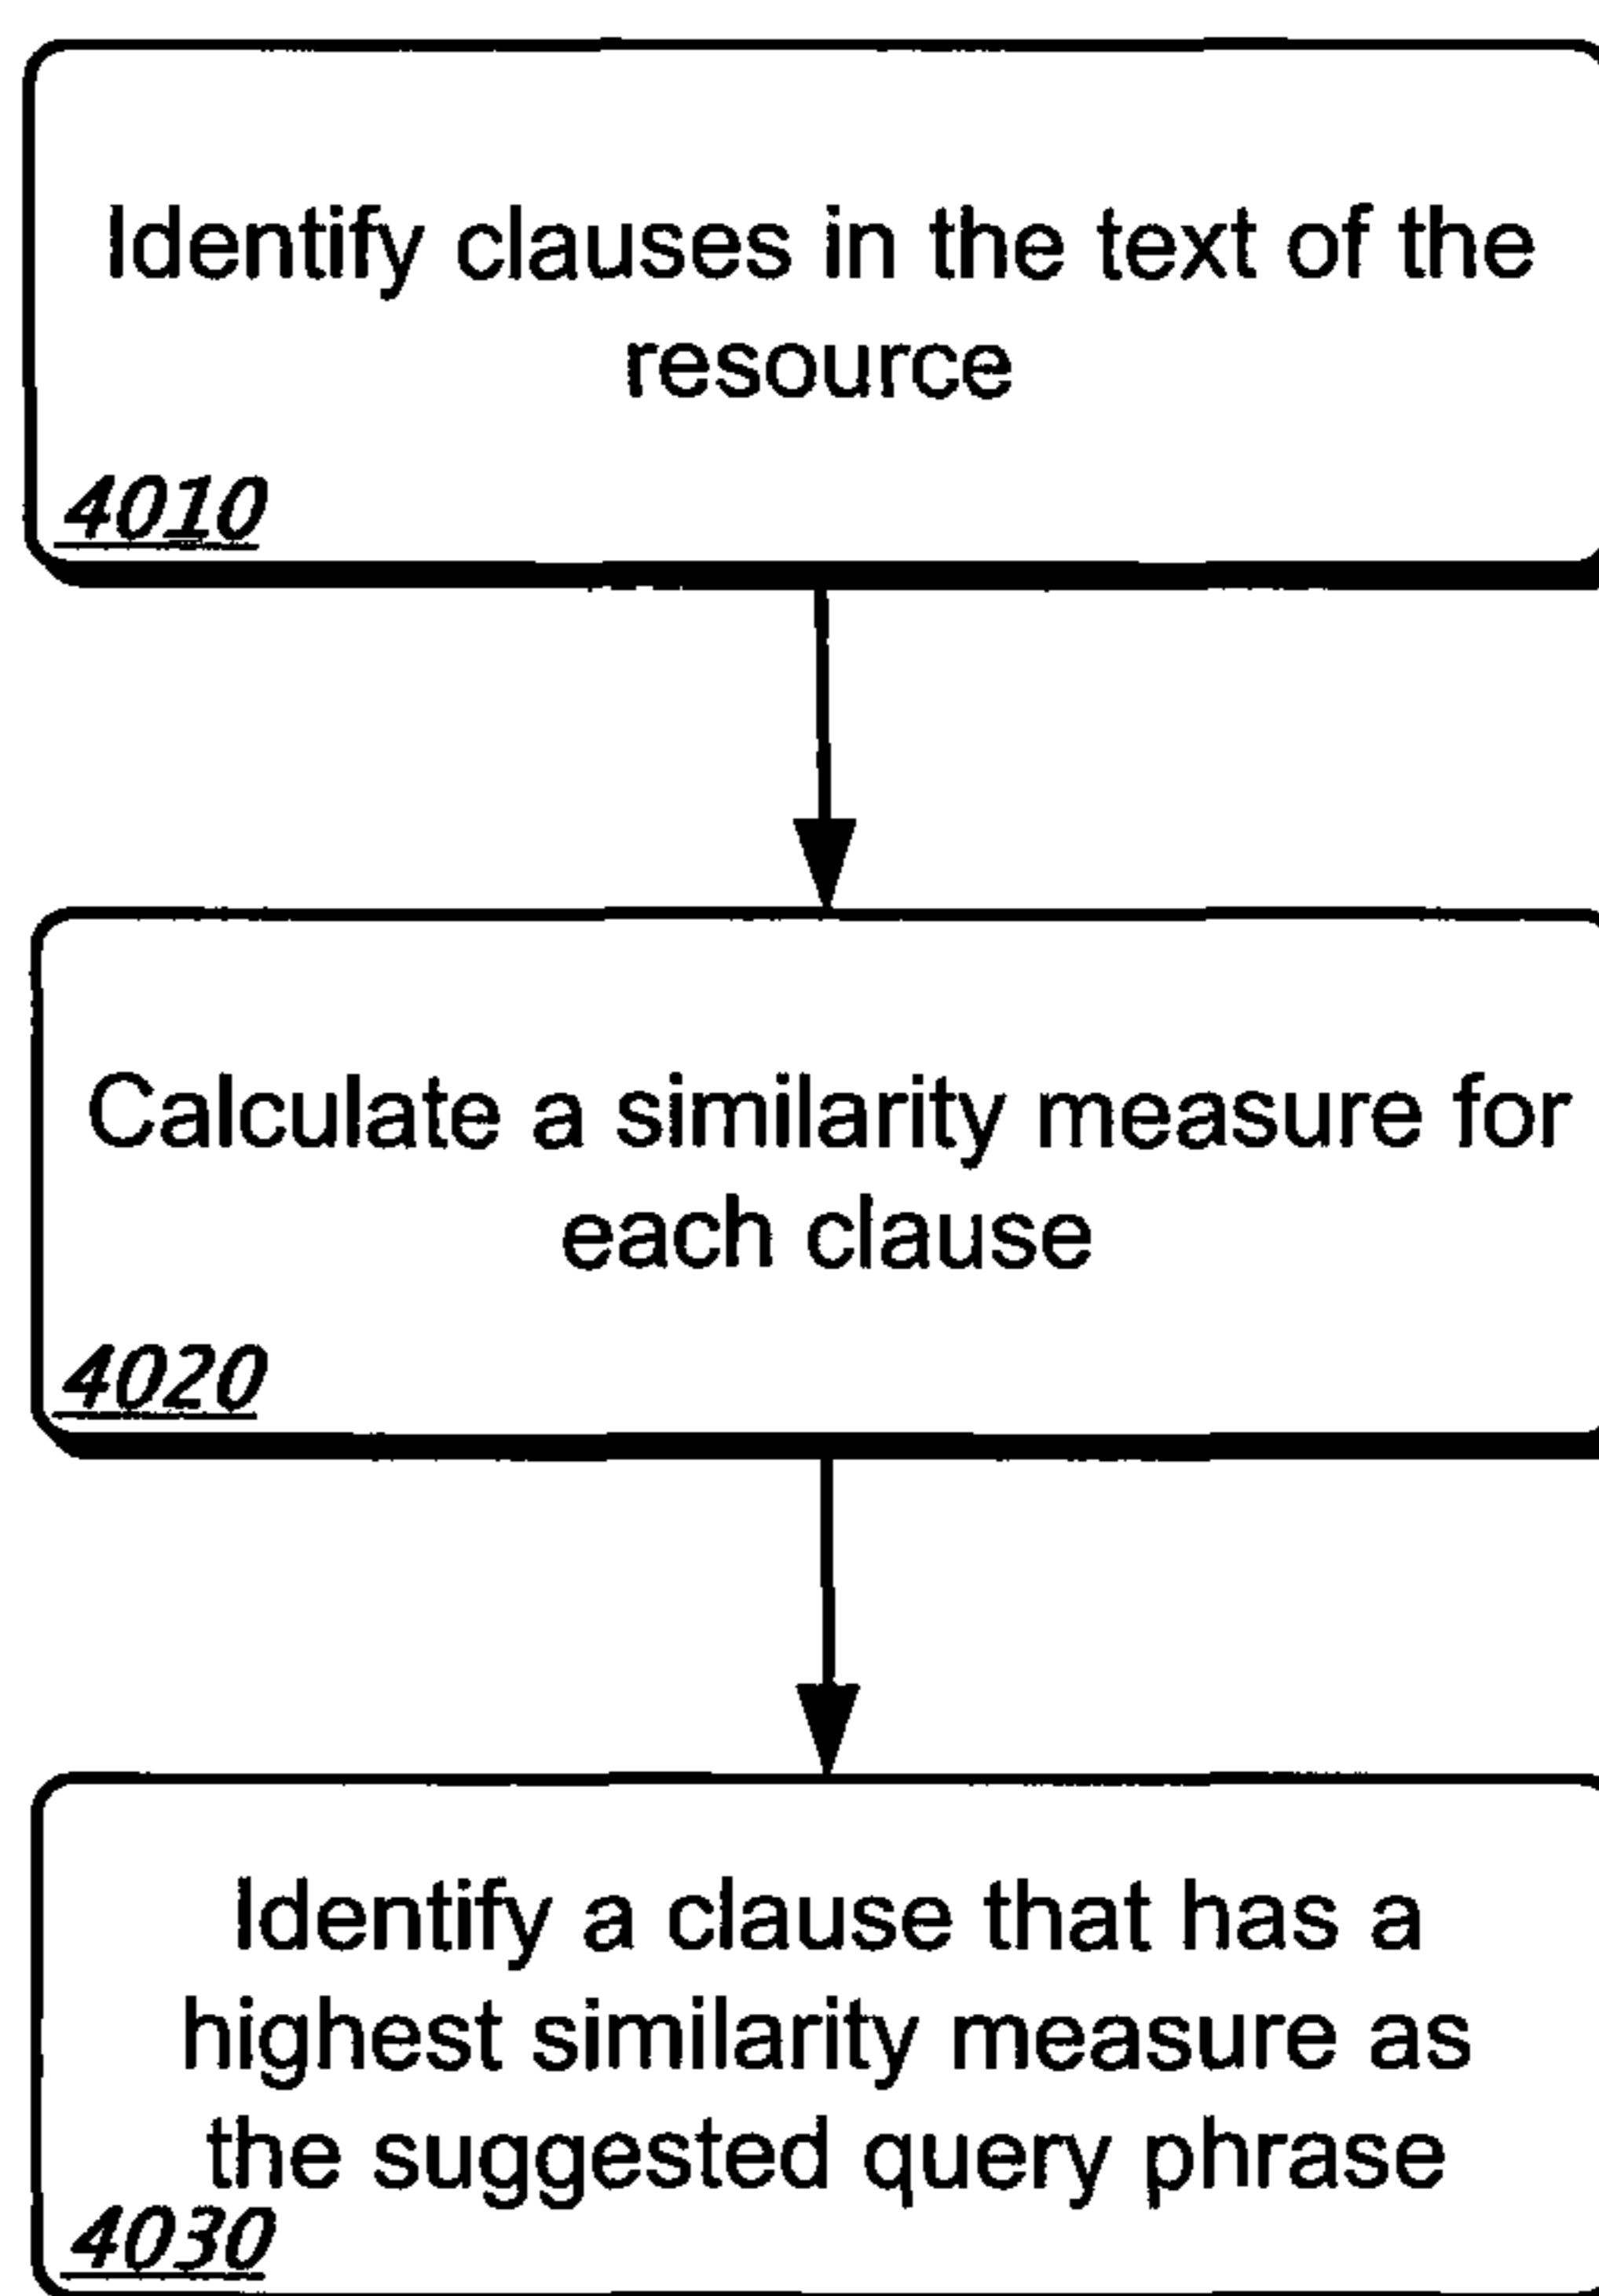 Identify clauses in the text of the
resource
4010
Calculate a similarity measure for
each clause
4020
Identify a clause that has a
highest similarity measure as
the suggested query phrase
4030